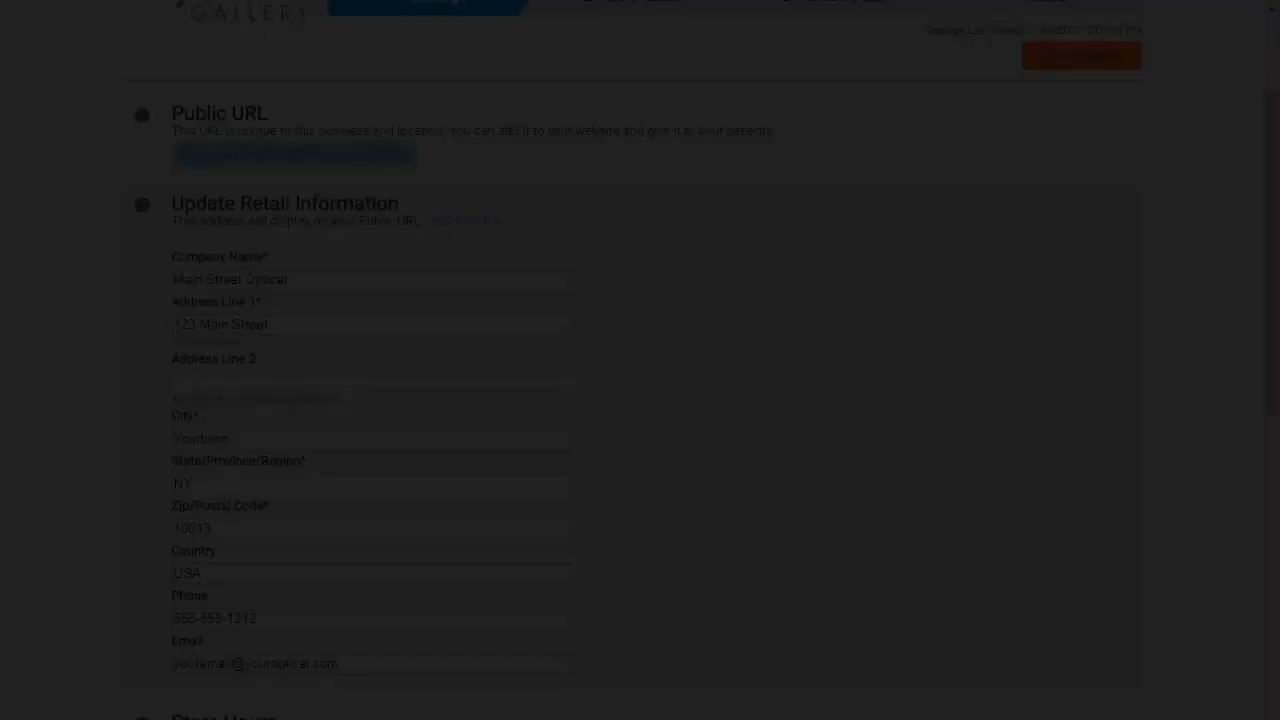 GALLERY
Public URL
This URL is unique to this business and location. You can add it to your website and give it to your patients
Update Retail Information
This address will display on your Public URL
Company Name*
Main Street Optical
Address Line 1*
123 Main Street
Address Line 2
City*
Yourtown
State/Province/Region*
NY
Zip/Postal Code*
10013
Country
USA
Phone
555-555-1212
Email
youremail@youroptical.com
Store Hours